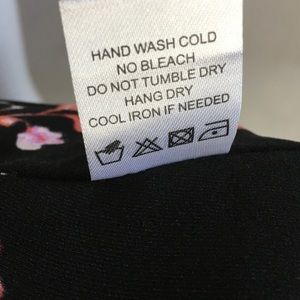 HAND WASH COLD
NO BLEACH
DO NOT TUMBLE DRY
HANG DRY
COOL IRON IF NEEDED